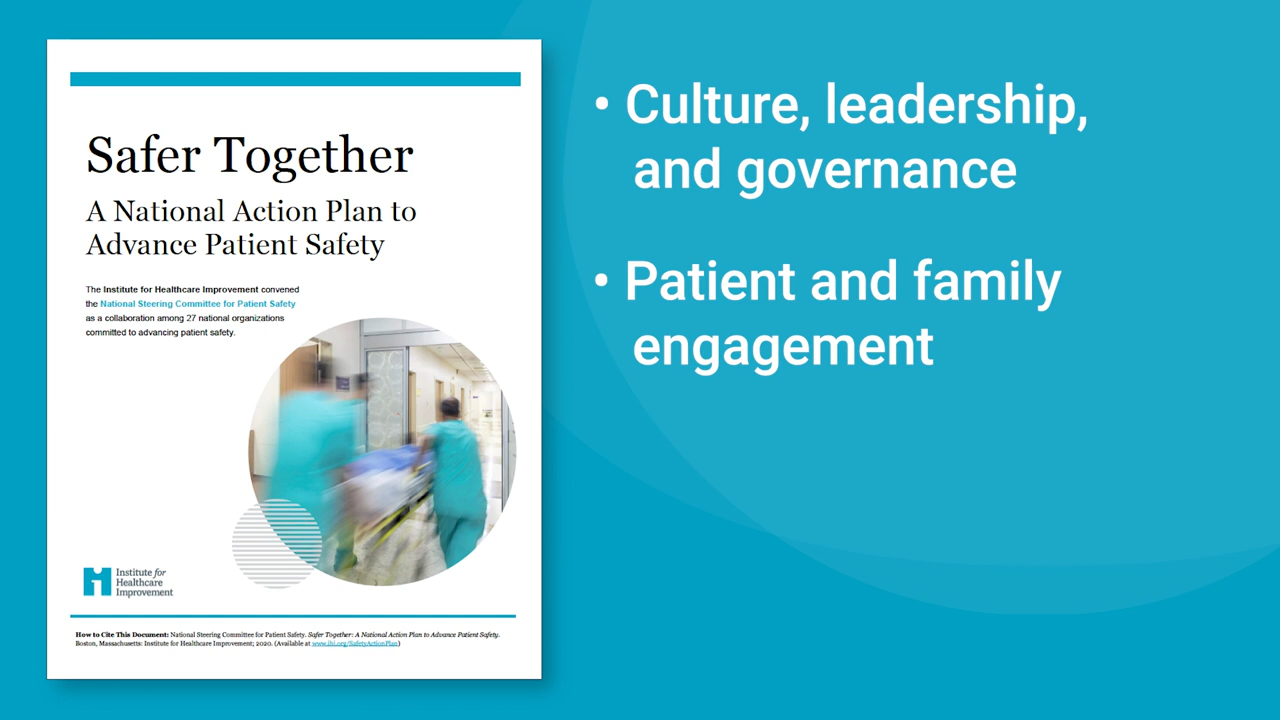 Safer Together
A National Action Plan to
Advance Patient Safety
The Institute for Healthcare Improvement convened
the National Steering Committee for Patient Safety
as a collaboration among 27 national organizations
committed to advancing patient safety.
Institute for
Healthcare
Improvement
How to Cite This Document: National Steering Committee for Patient Safety. Safer Together: A National Action Plan to Advance Patient Safety.
Boston, Massachusetts: Institute for Healthcare Improvement; 2020. (Available at www.ihi.org/SafetyActionPlan)
• Culture, leadership,
and governance
• Patient and family
engagement